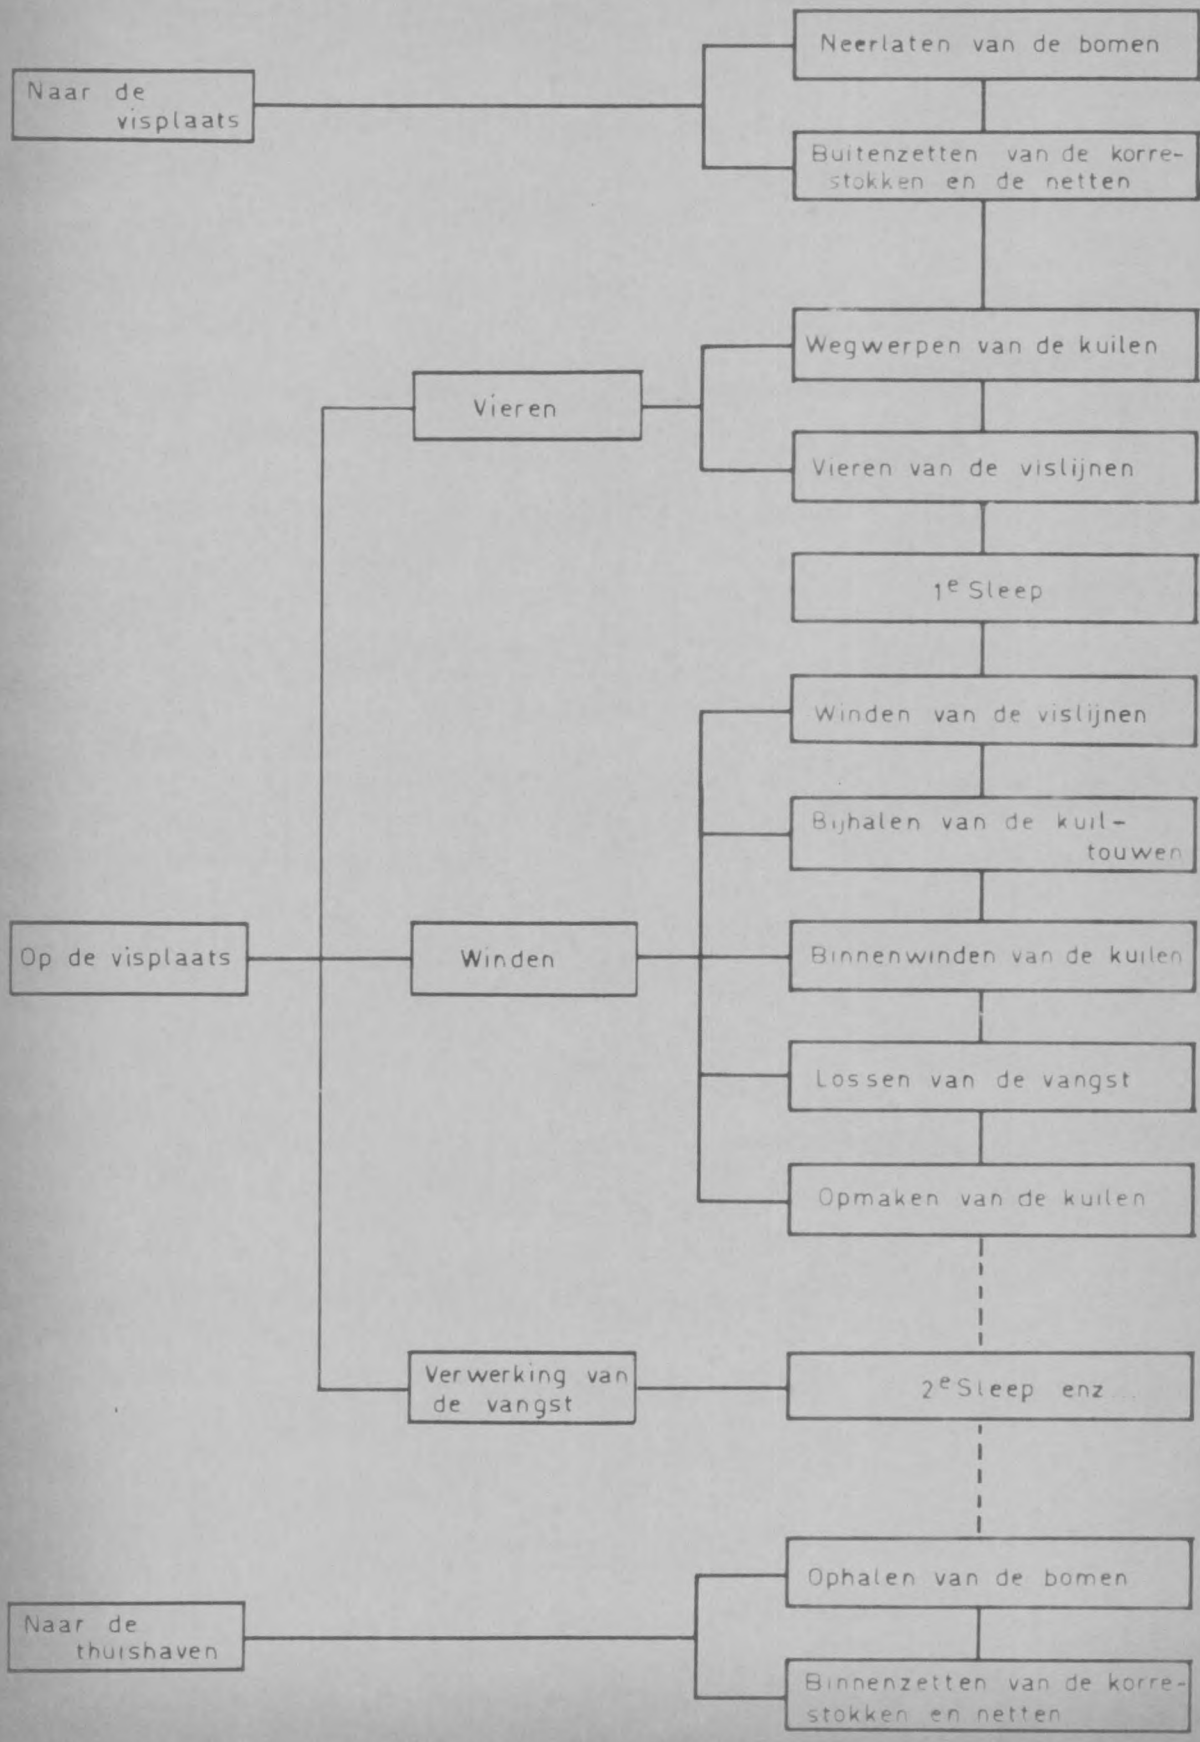 Neerlaten van de bomen
Naar de
visplaats
Buitenzetten van de korre-
stokken en de netten
Wegwerpen van de kuilen
Vieren
Vieren van de vislijnen
1e Sleep
Winden van de vislijnen
Bijhalen van de kuil-
touwen
Op de visplaats
Winden
Binnenwinden van de kuilen
Lossen van de vangst
Opmaken van de kuilen
Verwerking van
de vangst
2e Sleep enz...
Ophalen van de bomen
Naar de
thuishaven
Binnenzetten van de korre-
stokken en netten